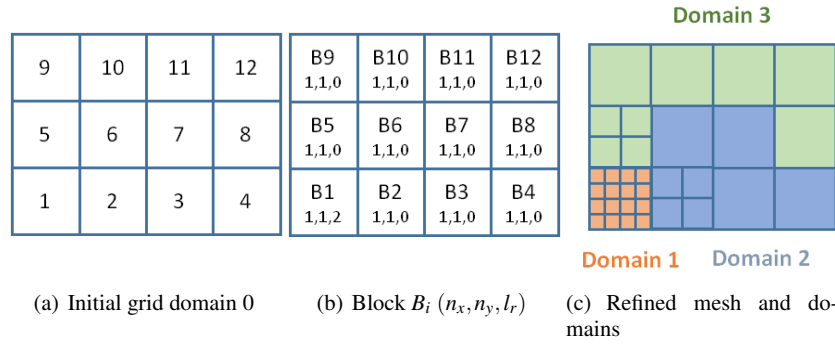 Domain 3
9 10 11 12
5 6 7 8
1 2 3 4
B9 B10 B11 B12
1,1,0 1,1,0 1,1,0 1,1,0
B5 B6 B7 B8
1,1,0 1,1,0 1,1,0 1,1,0
B1 B2 B3 B4
1,1,2 1,1,0 1,1,0 1,1,0
Domain 1 Domain 2
(a) Initial grid domain 0
(b) Block B_i (n_x, n_y, l_r)
(c) Refined mesh and do-
mains